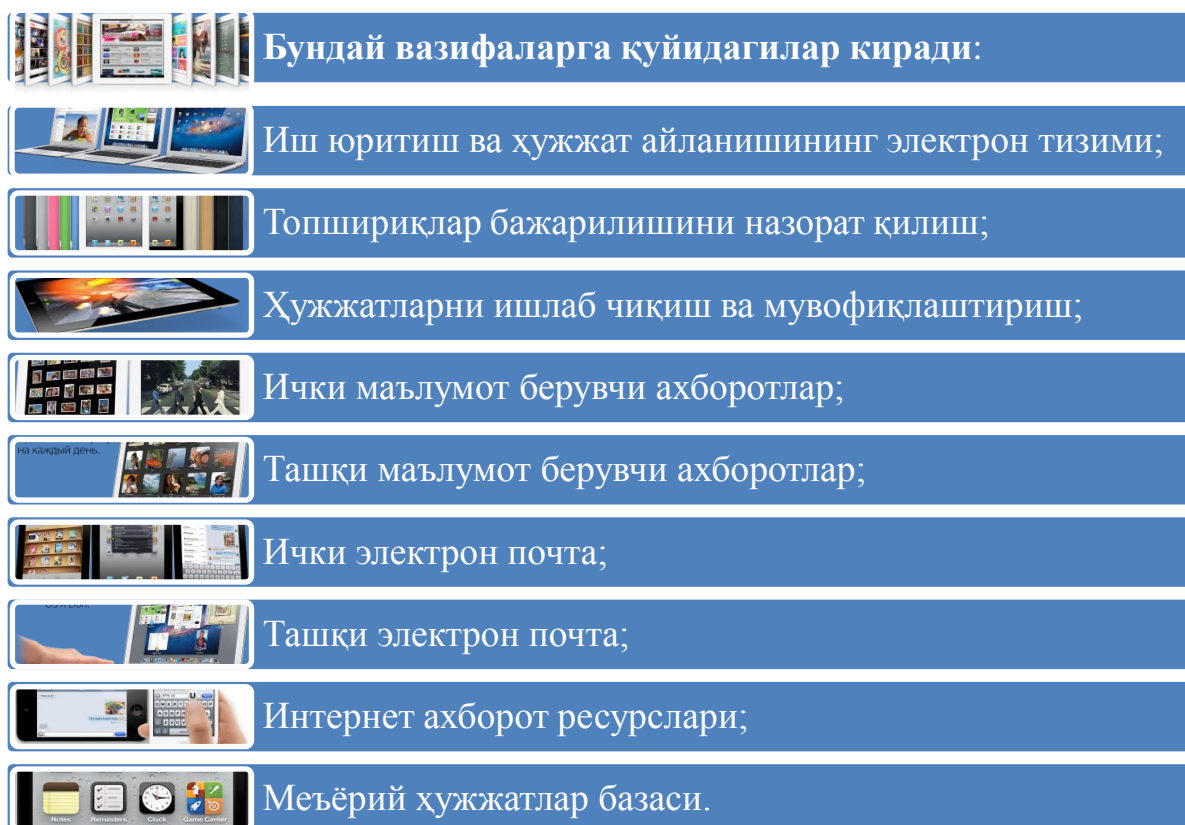 Бундай вазифаларга қуйидагилар киради:
Иш юритиш ва ҳужжат айланишининг электрон тизими;
Топшириқлар бажарилишини назорат қилиш;
Ҳужжатларни ишлаб чиқиш ва мувофиқлаштириш;
Ички маълумот берувчи ахборотлар;
на каждый день.
Ташқи маълумот берувчи ахборотлар;
Ички электрон почта;
Ташқи электрон почта;
Интернет ахборот ресурслари;
Меъёрий ҳужжатлар базаси.
Notes Reminders Clock Game Center